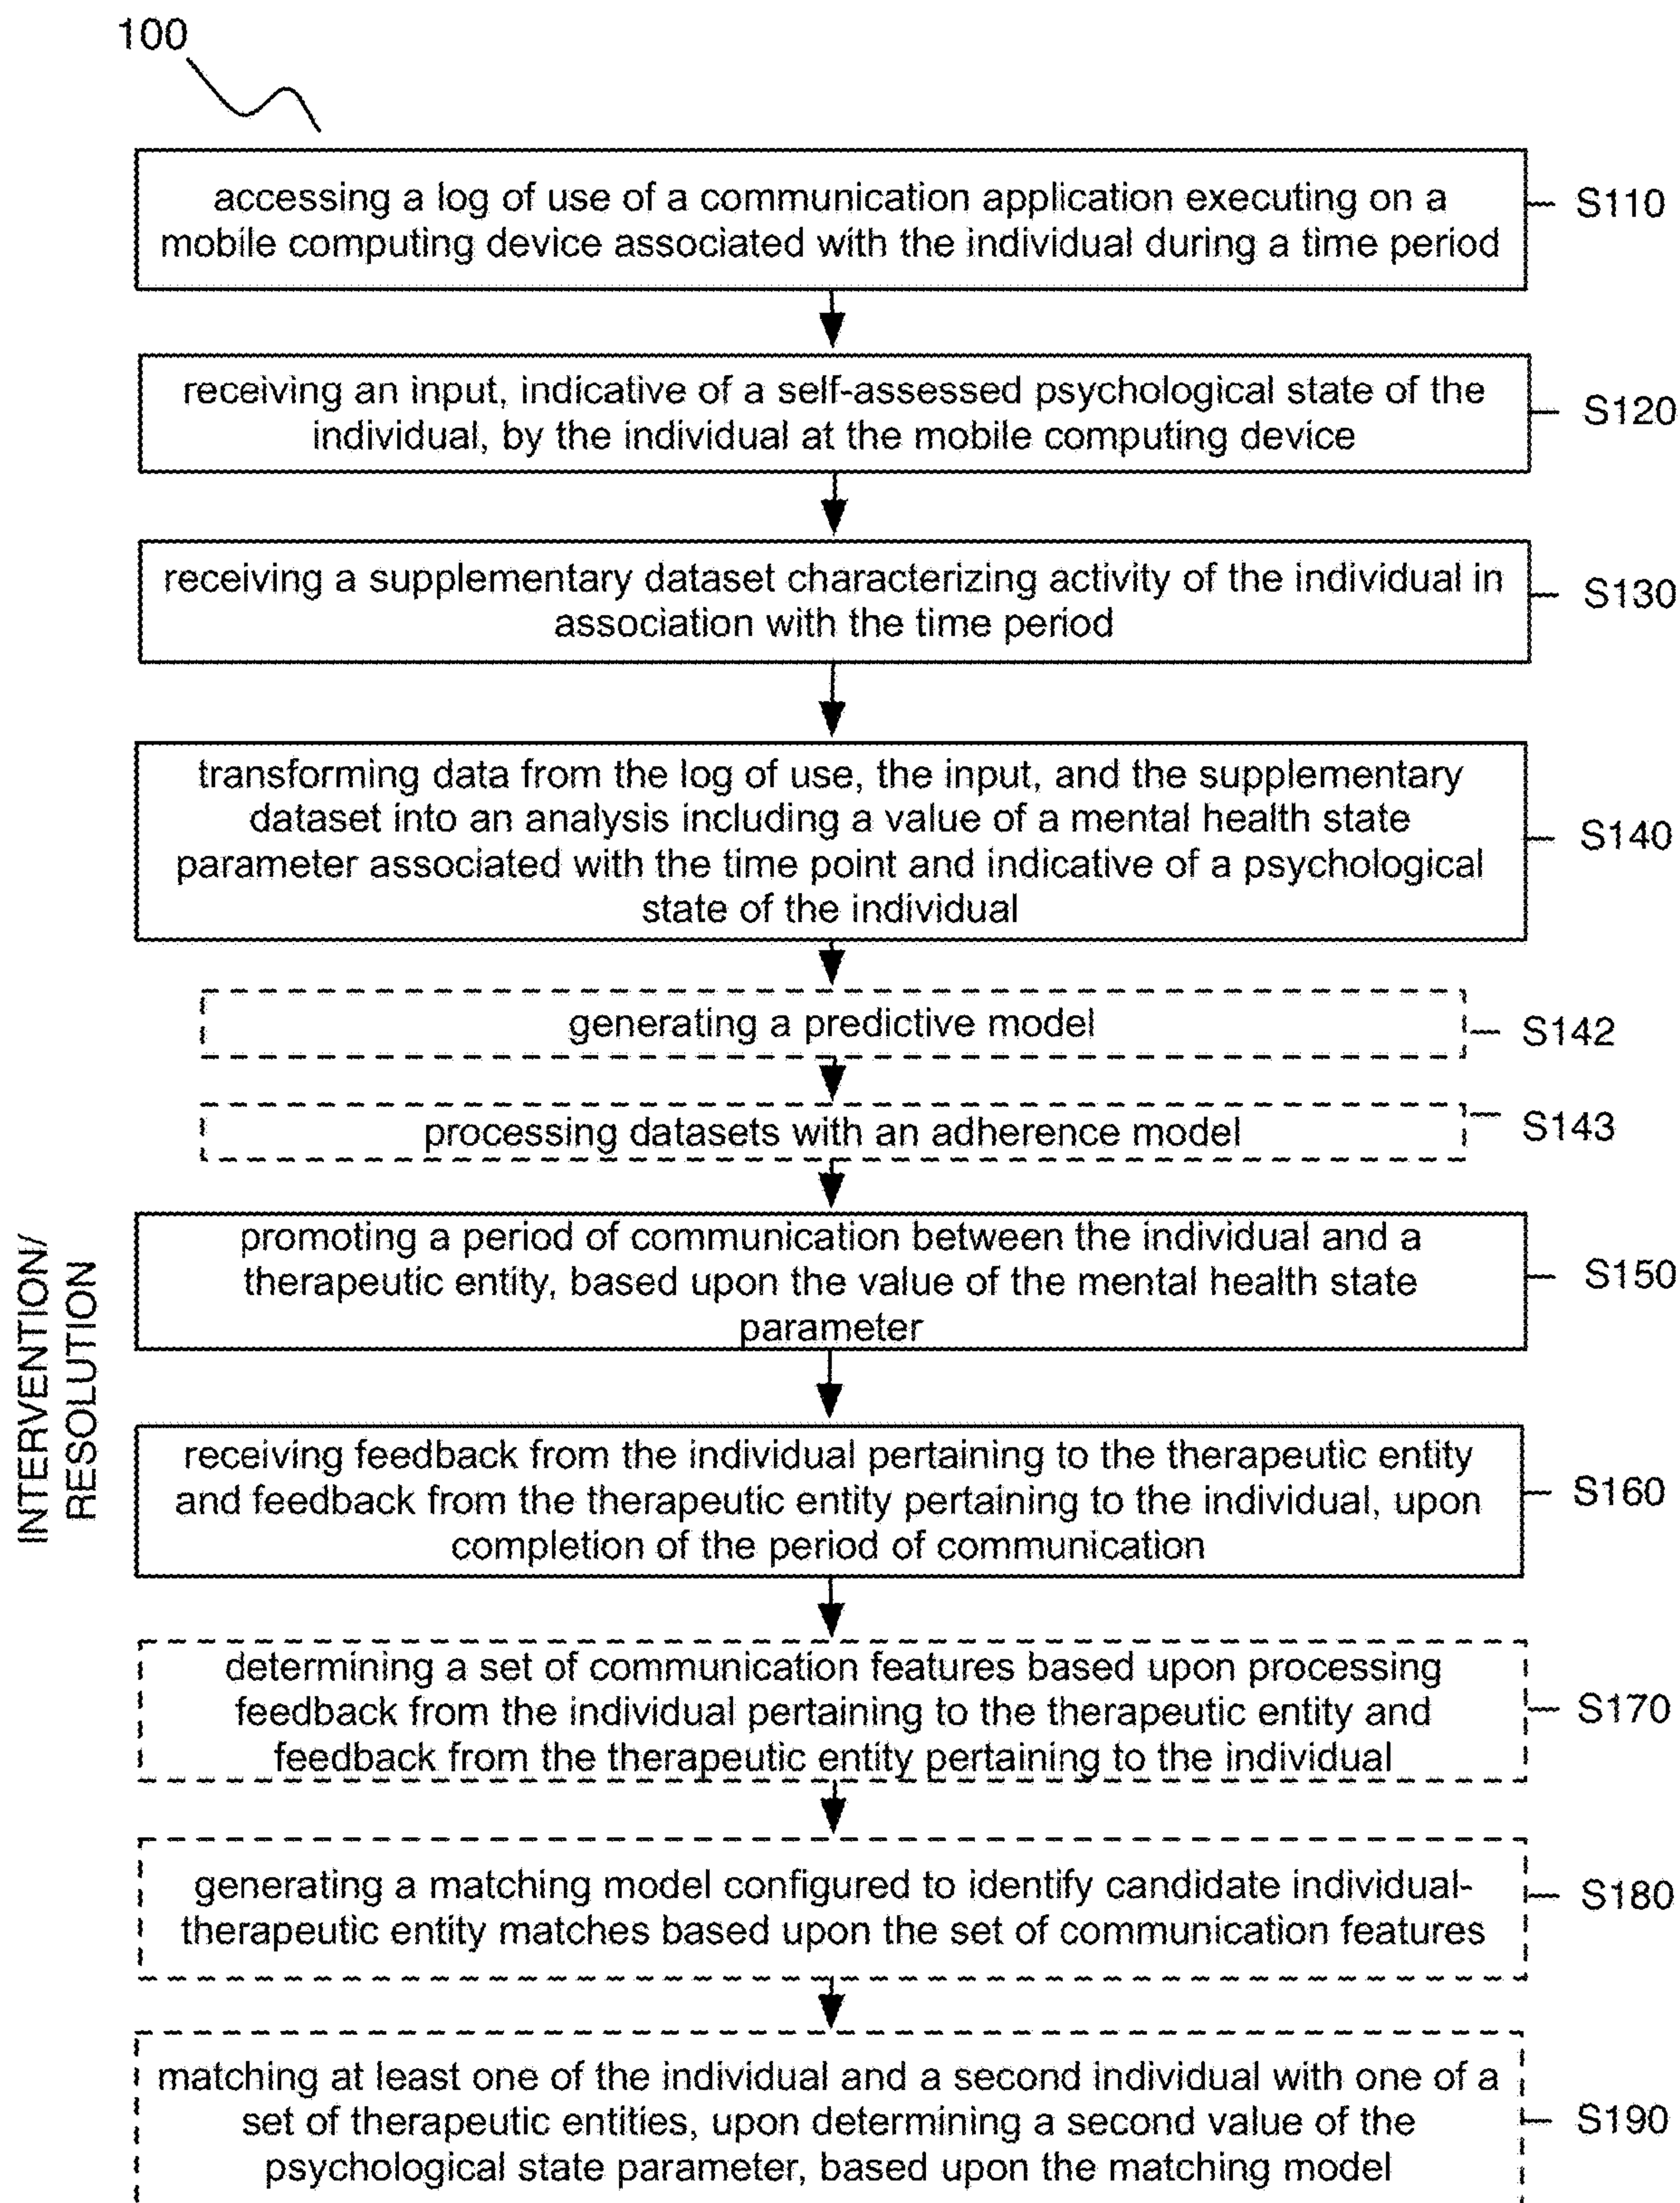 100
accessing a log of use of a communication application executing on a
mobile computing device associated with the individual during a time period
S110
receiving an input, indicative of a self-assessed psychological state of the
individual, by the individual at the mobile computing device
S120
receiving a supplementary dataset characterizing activity of the individual in
association with the time period
S130
transforming data from the log of use, the input, and the supplementary
dataset into an analysis including a value of a mental health state
parameter associated with the time point and indicative of a psychological
state of the individual
S140
generating a predictive model
S142
processing datasets with an adherence model
S143
INTERVENTION/
RESOLUTION
promoting a period of communication between the individual and a
therapeutic entity, based upon the value of the mental health state
parameter
S150
receiving feedback from the individual pertaining to the therapeutic entity
and feedback from the therapeutic entity pertaining to the individual, upon
completion of the period of communication
S160
determining a set of communication features based upon processing
feedback from the individual pertaining to the therapeutic entity and
feedback from the therapeutic entity pertaining to the individual
S170
generating a matching model configured to identify candidate individual-
therapeutic entity matches based upon the set of communication features
S180
matching at least one of the individual and a second individual with one of a
set of therapeutic entities, upon determining a second value of the
psychological state parameter, based upon the matching model
S190